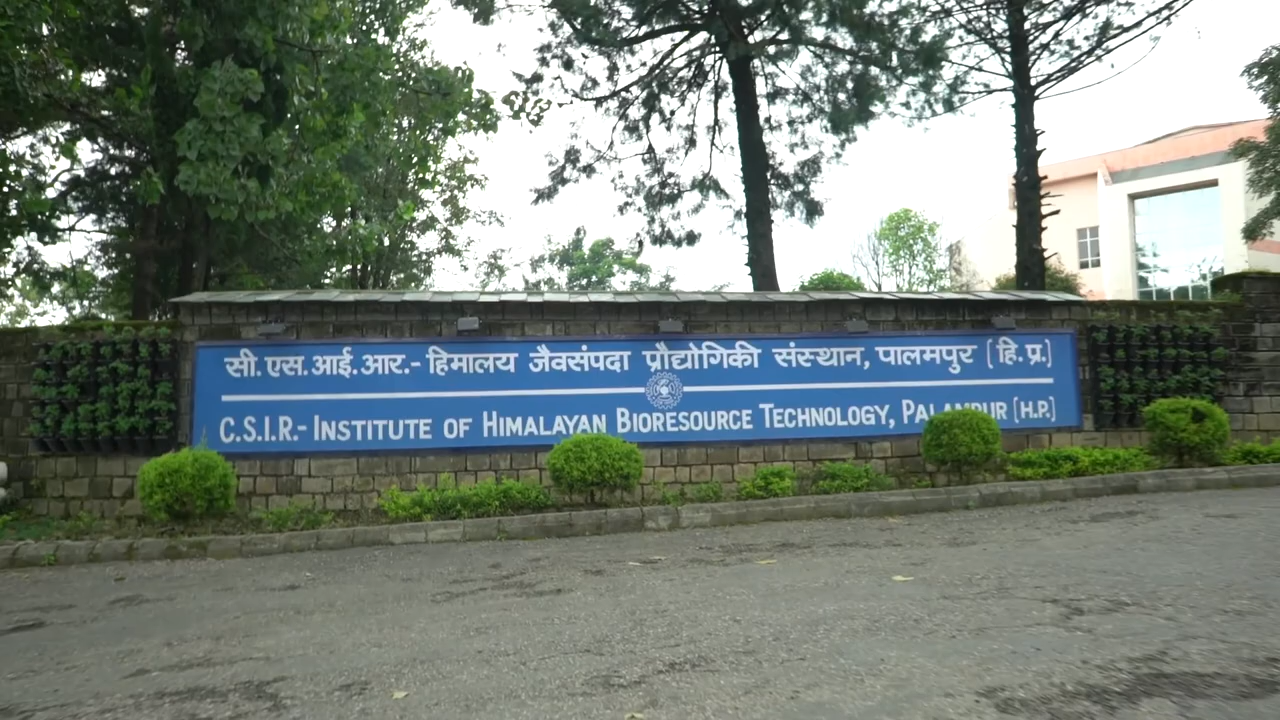 सी. एस. आई. आर.- हिमालय जैवसंपदा प्रौद्योगिकी संस्थान, पालमपुर (हि. प्र.)
C.S.I.R.- INSTITUTE OF HIMALAYAN BIORESOURCE TECHNOLOGY, PALAMPUR (H.P.)